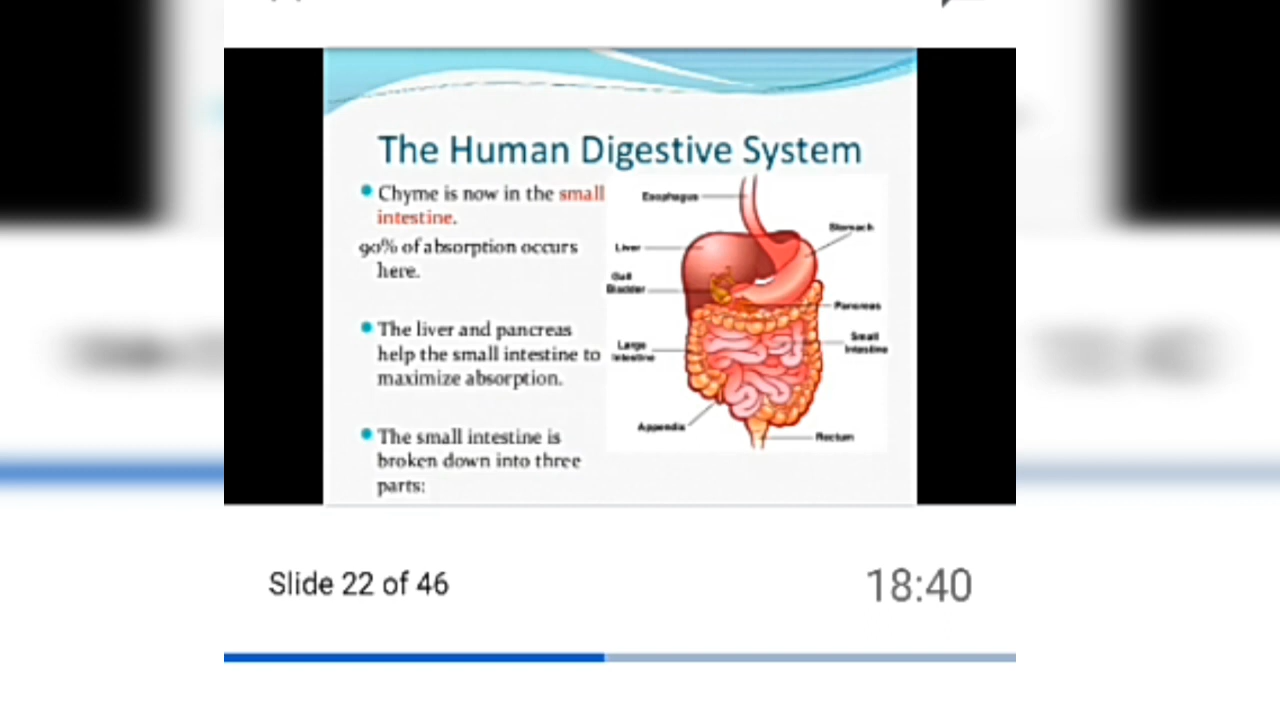 The Human Digestive System
Chyme is now in the small
intestine.
90% of absorption occurs
here.
The liver and pancreas
help the small intestine to
maximize absorption.
The small intestine is
broken down into three
parts:
Esophagus
Stomach
Liver
Gall
Bladder
Pancreas
Small
Intestine
Large
Intestine
Appendix
Rectum
Slide 22 of 46
18:40